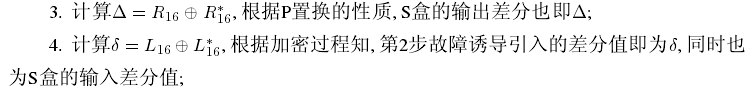 3. 计算Δ = R₁₆ ⊕ R*₁₆, 根据P置换的性质, S盒的输出差分也即Δ;
4. 计算δ = L₁₆ ⊕ L*₁₆, 根据加密过程知, 第2步故障诱导引入的差分值即为δ, 同时也
为S盒的输入差分值;